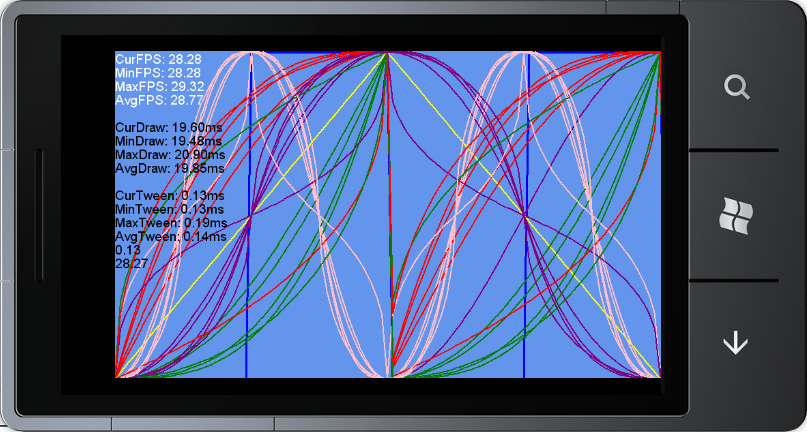 CurFPS: 28.28
MinFPS: 28.28
MaxFPS: 29.32
AvgFPS: 28.77
CurDraw: 19.60ms
MinDraw: 19.48ms
MaxDraw: 20.90ms
AvgDraw: 19.85ms
CurTween: 0.13ms
MinTween: 0.13ms
MaxTween: 0.19ms
AvgTween: 0.14ms
0.13
28.27